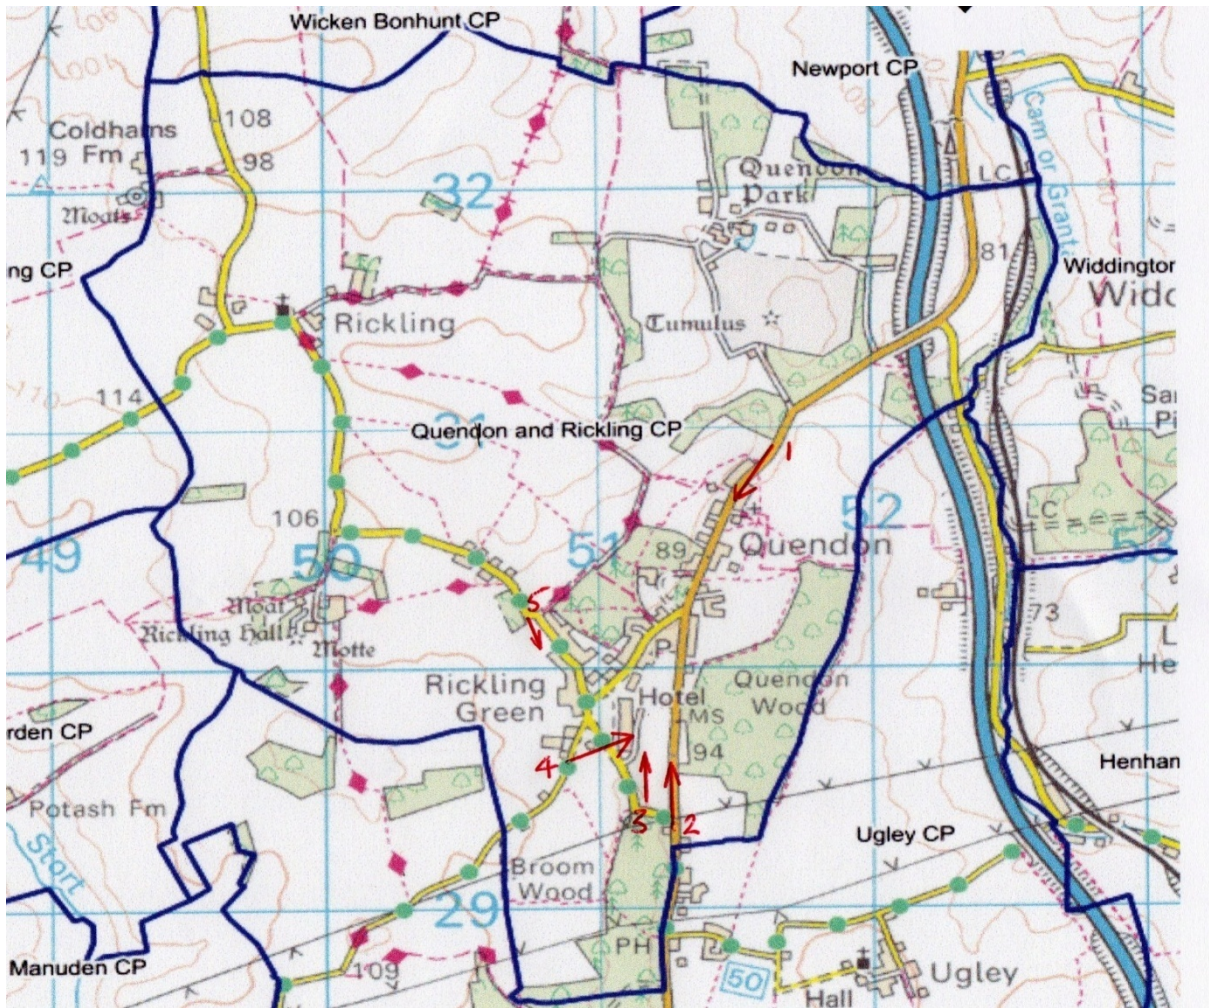 Wicken Bonhunt CP
Newport CP
108
Coldhams
Fm
119
98
Moats
32
Quendon
Park
LC
Cam or Granta
81
ng CP
Widdington
Widd
Rickling
Tumulus
114
31
Quendon and Rickling CP
1
106
49
50
51
52
53
LC
89
Quendon
Moat
Rickling Hall
Motte
5
73
P
Rickling
Green
Hotel
Quendon
Wood
MS
94
rden CP
4
Henham
Potash Fm
3
2
Ugley CP
Stort
Broom
Wood
29
PH
Manuden CP
109
50
Ugley
Hall